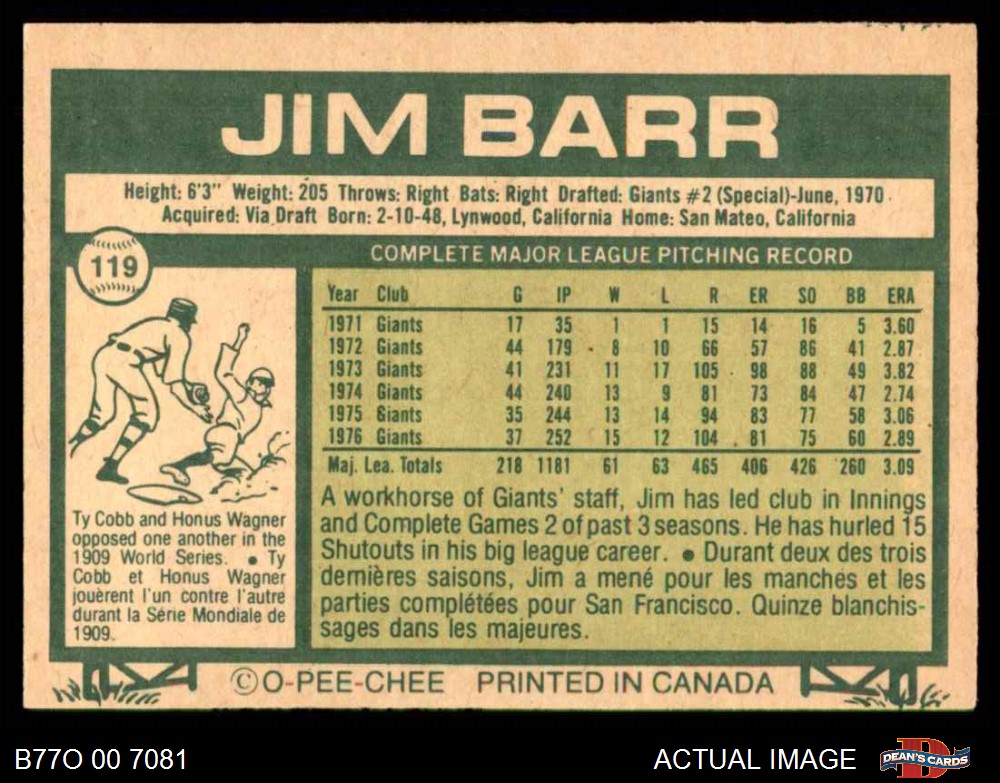 JIM BARR
Height: 6'3" Weight: 205 Throws: Right Bats: Right Drafted: Giants #2 (Special)-June, 1970
Acquired: Via Draft Born: 2-10-48, Lynwood, California Home: San Mateo, California
119
COMPLETE MAJOR LEAGUE PITCHING RECORD
Year Club G IP W L R ER SO BB ERA
1971 Giants 17 35 1 1 15 14 16 5 3.60
1972 Giants 44 179 8 10 66 57 86 41 2.87
1973 Giants 41 231 11 17 105 98 88 49 3.82
1974 Giants 44 240 13 9 81 73 84 47 2.74
1975 Giants 35 244 13 14 94 83 77 58 3.06
1976 Giants 37 252 15 12 104 81 75 60 2.89
Maj. Lea. Totals 218 1181 61 63 465 406 426 260 3.09
A workhorse of Giants' staff, Jim has led club in Innings
and Complete Games 2 of past 3 seasons. He has hurled 15
Shutouts in his big league career. • Durant deux des trois
dernières saisons, Jim a mené pour les manches et les
parties complétées pour San Francisco. Quinze blanchis-
sages dans les majeures.
Ty Cobb and Honus Wagner
opposed one another in the
1909 World Series. • Ty
Cobb et Honus Wagner
jouèrent l'un contre l'autre
durant la Série Mondiale de
1909.
©O-PEE-CHEE PRINTED IN CANADA
B77O 00 7081
ACTUAL IMAGE
D
DEAN'S CARDS